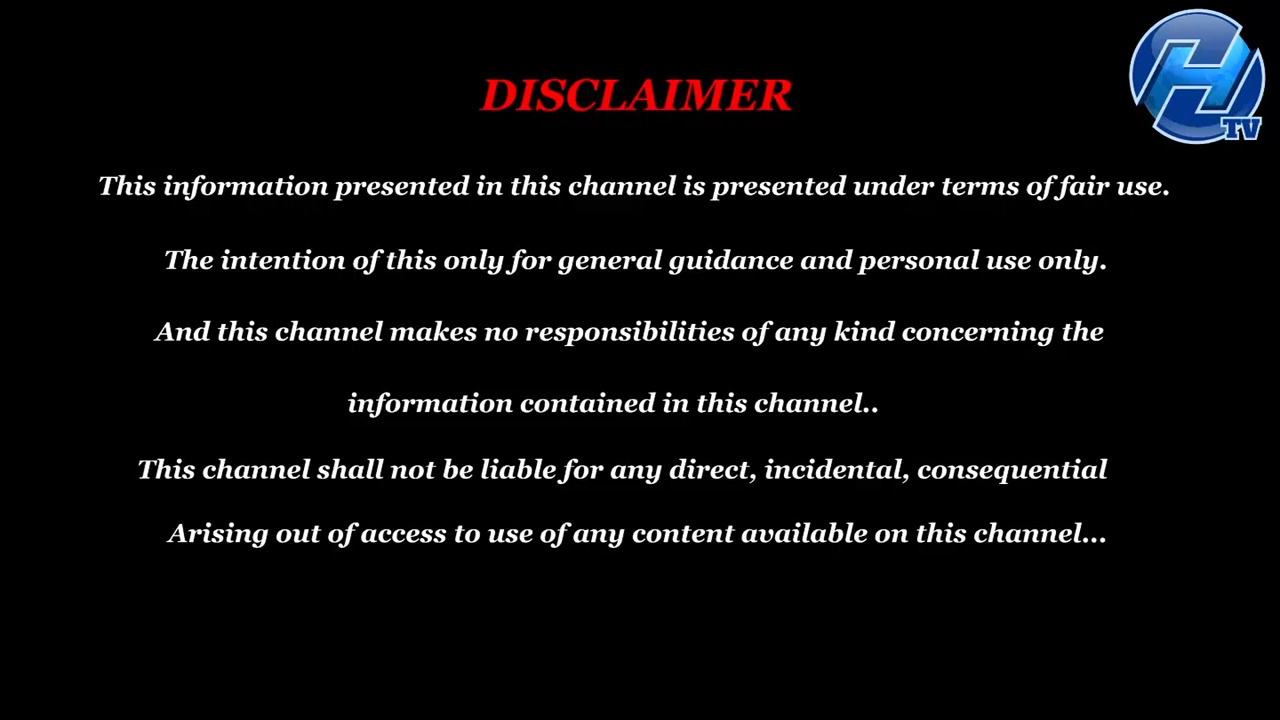 DISCLAIMER
This information presented in this channel is presented under terms of fair use.
The intention of this only for general guidance and personal use only.
And this channel makes no responsibilities of any kind concerning the
information contained in this channel..
This channel shall not be liable for any direct, incidental, consequential
Arising out of access to use of any content available on this channel...
H
TV